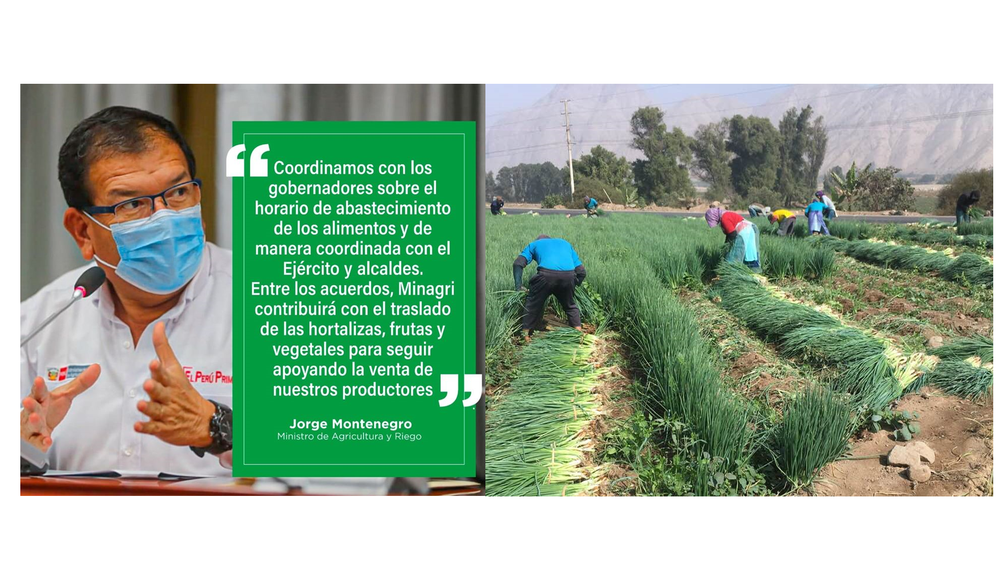 “ Coordinamos con los
gobernadores sobre el
horario de abastecimiento
de los alimentos y de
manera coordinada con el
Ejército y alcaldes.
Entre los acuerdos, Minagri
contribuirá con el traslado
de las hortalizas, frutas y
vegetales para seguir
apoyando la venta de
nuestros productores ”
Jorge Montenegro
Ministro de Agricultura y Riego
EL PERÚ PRIM